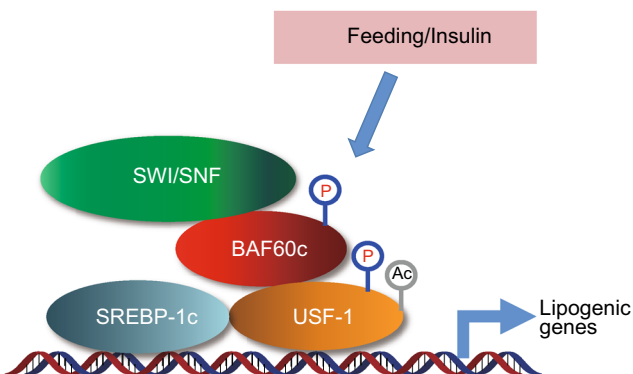 Feeding/Insulin
SWI/SNF
P
BAF60c
P
Ac
SREBP-1c
USF-1
Lipogenic
genes